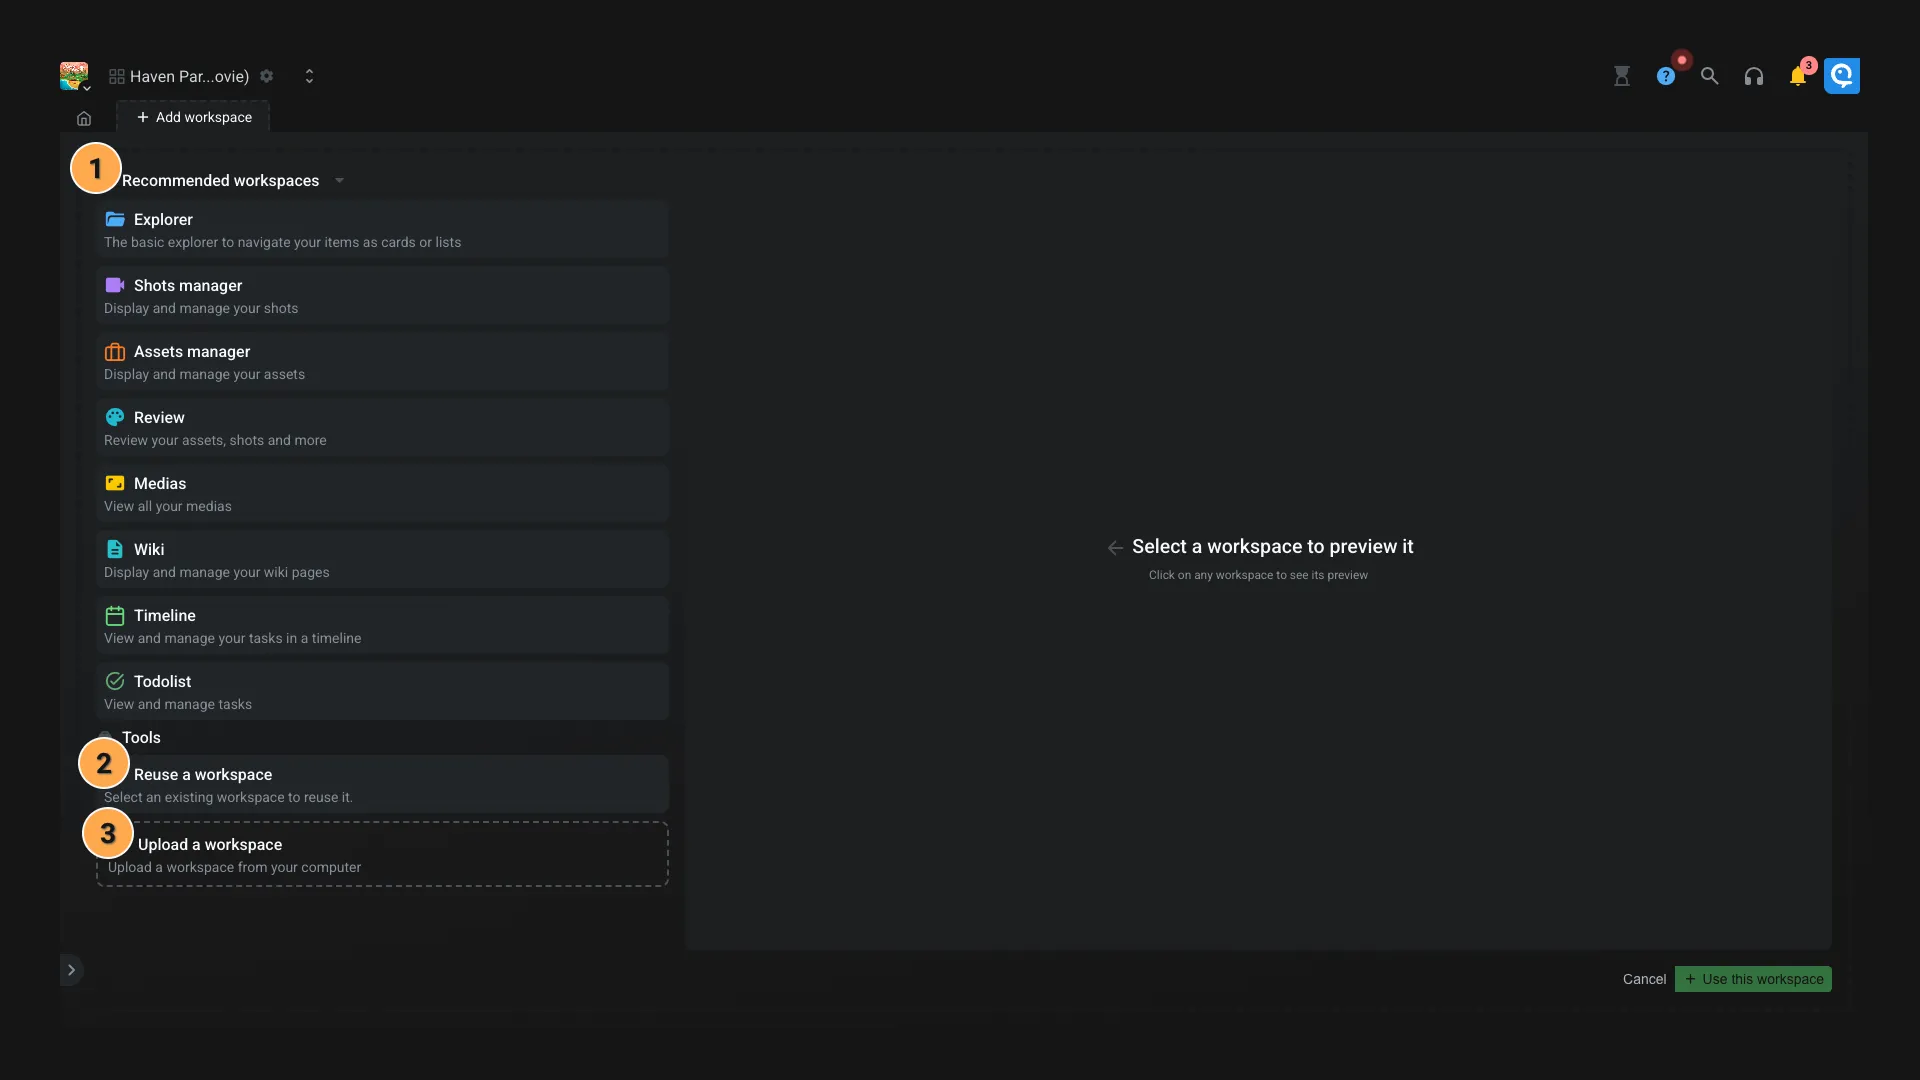 Haven Par...ovie)
3
Add workspace
1
Recommended workspaces
Explorer
The basic explorer to navigate your items as cards or lists
Shots manager
Display and manage your shots
Assets manager
Display and manage your assets
Review
Review your assets, shots and more
Medias
View all your medias
Wiki
Display and manage your wiki pages
Timeline
View and manage your tasks in a timeline
Todolist
View and manage tasks
Tools
2
Reuse a workspace
Select an existing workspace to reuse it.
3
Upload a workspace
Upload a workspace from your computer
Select a workspace to preview it
Click on any workspace to see its preview
Cancel
+ Use this workspace